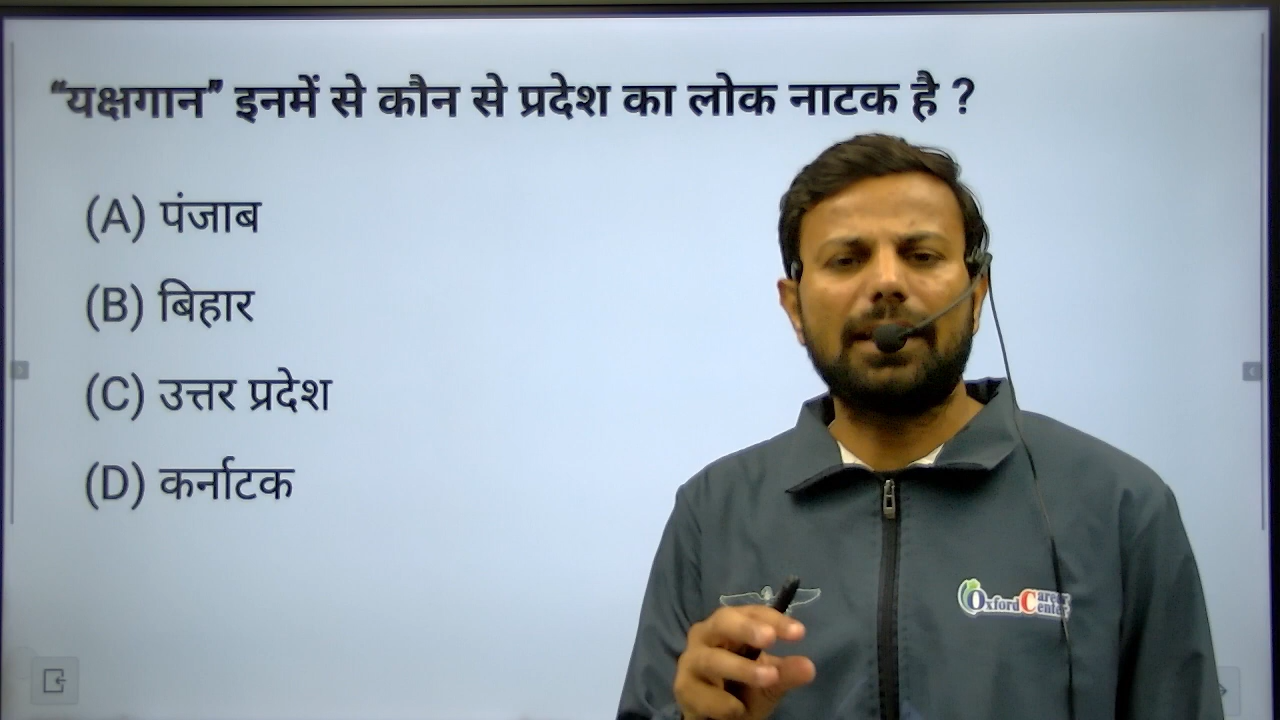 “यक्षगान” इनमें से कौन से प्रदेश का लोक नाटक है ?
(A) पंजाब
(B) बिहार
(C) उत्तर प्रदेश
(D) कर्नाटक
Oxford Career
Center